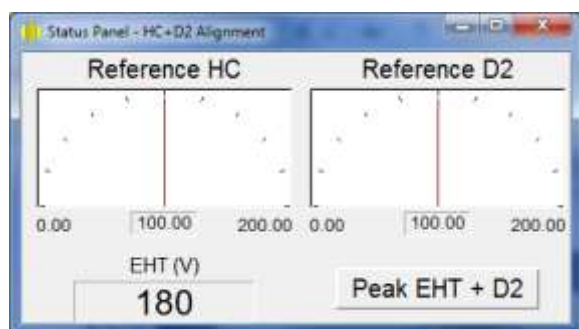 Status Panel - HC+D2 Alignment
Reference HC
Reference D2
0.00 100.00 200.00
0.00 100.00 200.00
EHT (V)
180
Peak EHT + D2